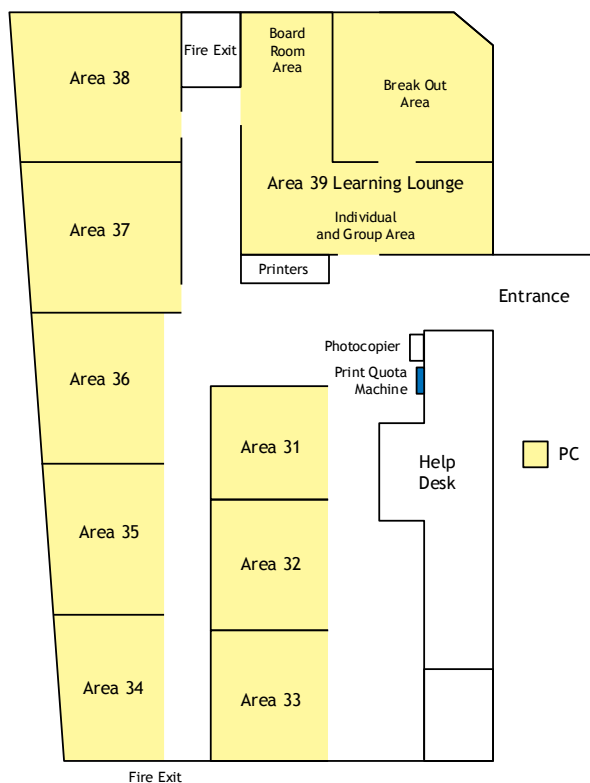 Fire Exit
Board
Room
Area
Area 38
Break Out
Area
Area 39 Learning Lounge
Individual
and Group Area
Area 37
Printers
Entrance
Photocopier
Print Quota
Machine
Area 36
Area 31
Help
Desk
PC
Area 35
Area 32
Area 34
Area 33
Fire Exit